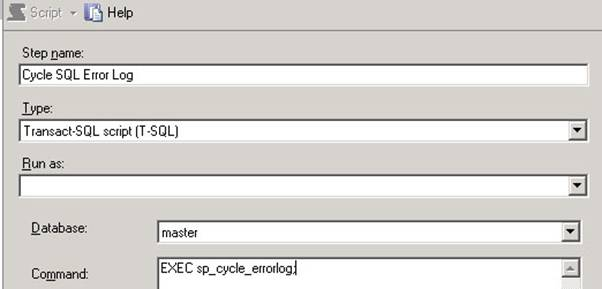 Script Help
Step name:
Cycle SQL Error Log
Type:
Transact-SQL script (T-SQL)
Run as:
Database: master
Command: EXEC sp_cycle_errorlog;